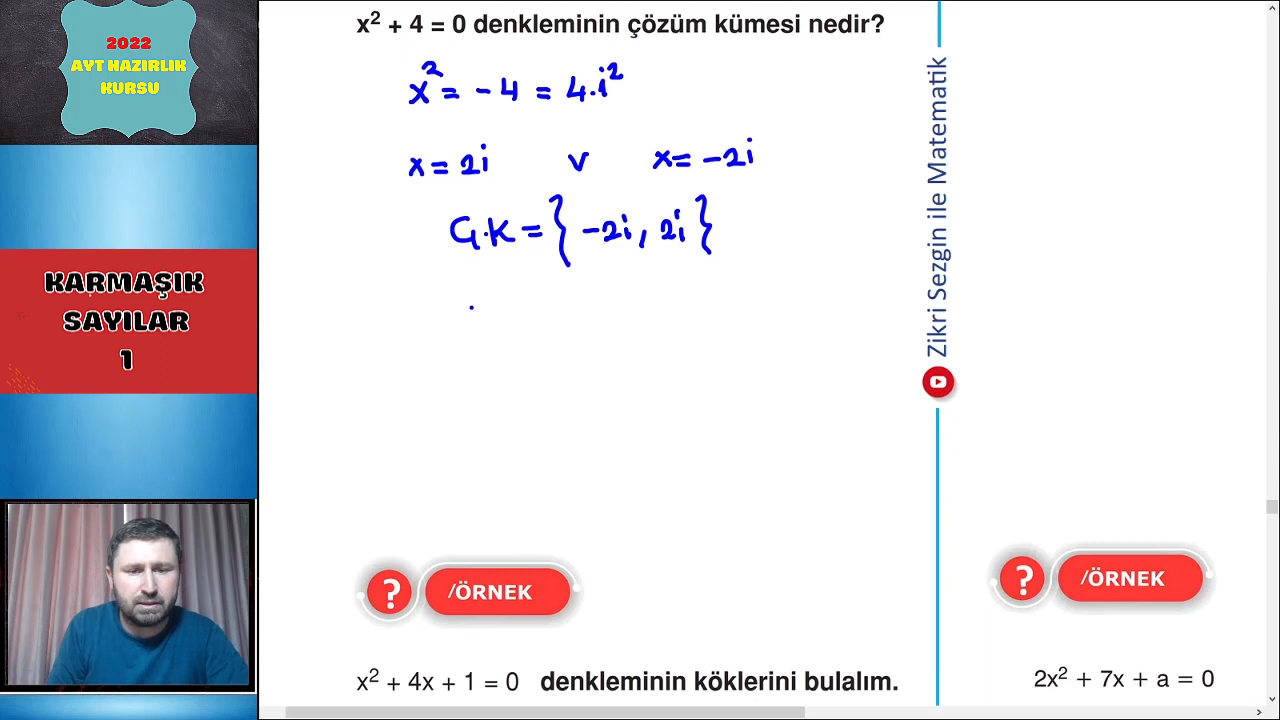 2022
AYT HAZIRLIK
KURSU
KARMAŞIK
SAYILAR
1
x² + 4 = 0 denkleminin çözüm kümesi nedir?
x² = -4 = 4.i²
x = 2i v x = -2i
Ç.K = { -2i, 2i }
Zikri Sezgin ile Matematik
? /ÖRNEK
x² + 4x + 1 = 0 denkleminin köklerini bulalım.
? /ÖRNEK
2x² + 7x + a = 0